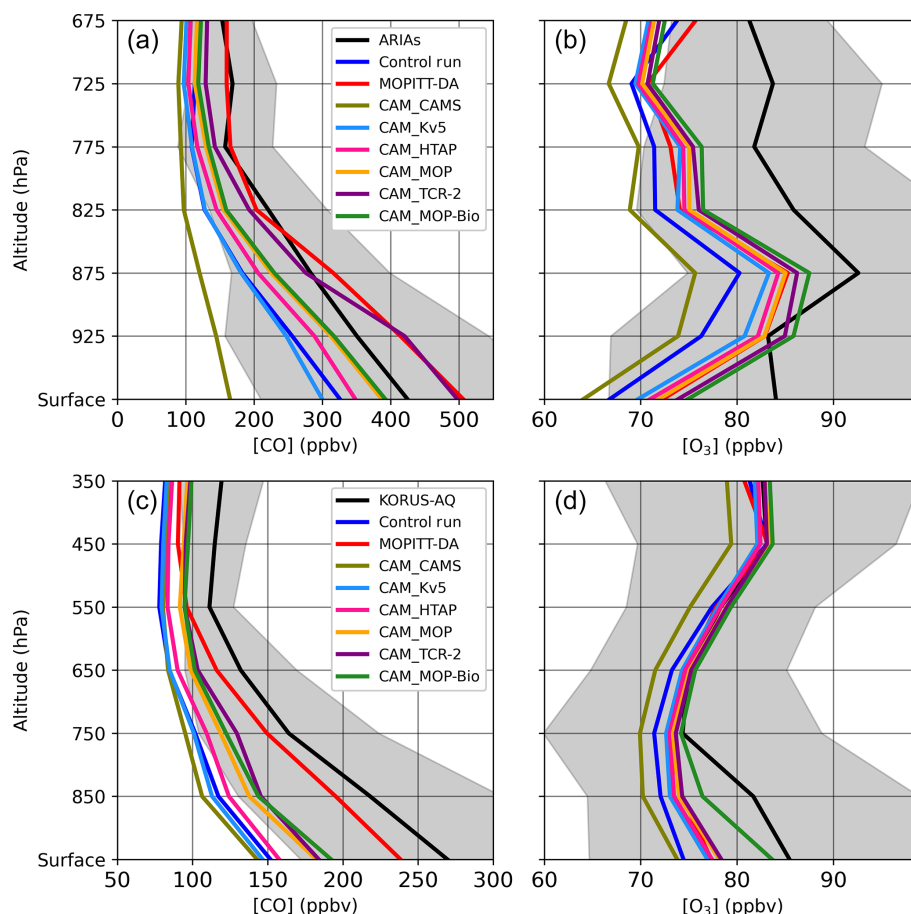 (a)
ARIAs
Control run
MOPITT-DA
CAM_CAMS
CAM_Kv5
CAM_HTAP
CAM_MOP
CAM_TCR-2
CAM_MOP-Bio
675
725
775
825
875
925
Surface
Altitude (hPa)
0 100 200 300 400 500
[CO] (ppbv)
(b)
60 70 80 90
[O₃] (ppbv)
(c)
KORUS-AQ
Control run
MOPITT-DA
CAM_CAMS
CAM_Kv5
CAM_HTAP
CAM_MOP
CAM_TCR-2
CAM_MOP-Bio
350
450
550
650
750
850
Surface
Altitude (hPa)
50 100 150 200 250 300
[CO] (ppbv)
(d)
60 70 80 90
[O₃] (ppbv)